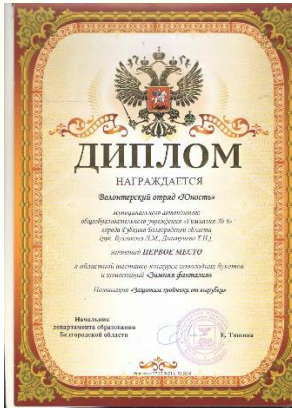 ДИПЛОМ
НАГРАЖДАЕТСЯ
Волонтерский отряд «Юность»
муниципального автономного
общеобразовательного учреждения «Гимназия № 6»
города Губкина Белгородской области
занявший ПЕРВОЕ МЕСТО
в областной выставке-конкурсе новогодних букетов
и композиций «Зимняя фантазия»
Номинация «Защитим хвойных от вырубки»
Начальник
департамента образования
Белгородской области
Е. Тишина